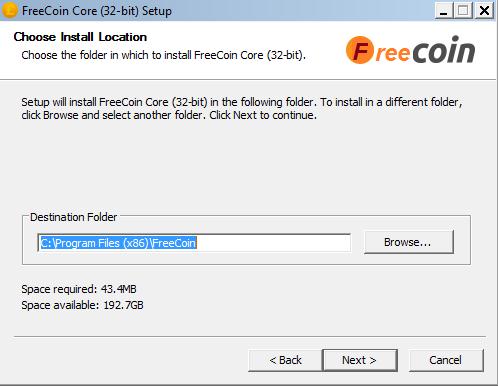 FreeCoin Core (32-bit) Setup
Choose Install Location
Choose the folder in which to install FreeCoin Core (32-bit).
Freecoin
Setup will install FreeCoin Core (32-bit) in the following folder. To install in a different folder,
click Browse and select another folder. Click Next to continue.
Destination Folder
C:\Program Files (x86)\FreeCoin
Browse...
Space required: 43.4MB
Space available: 192.7GB
< Back
Next >
Cancel